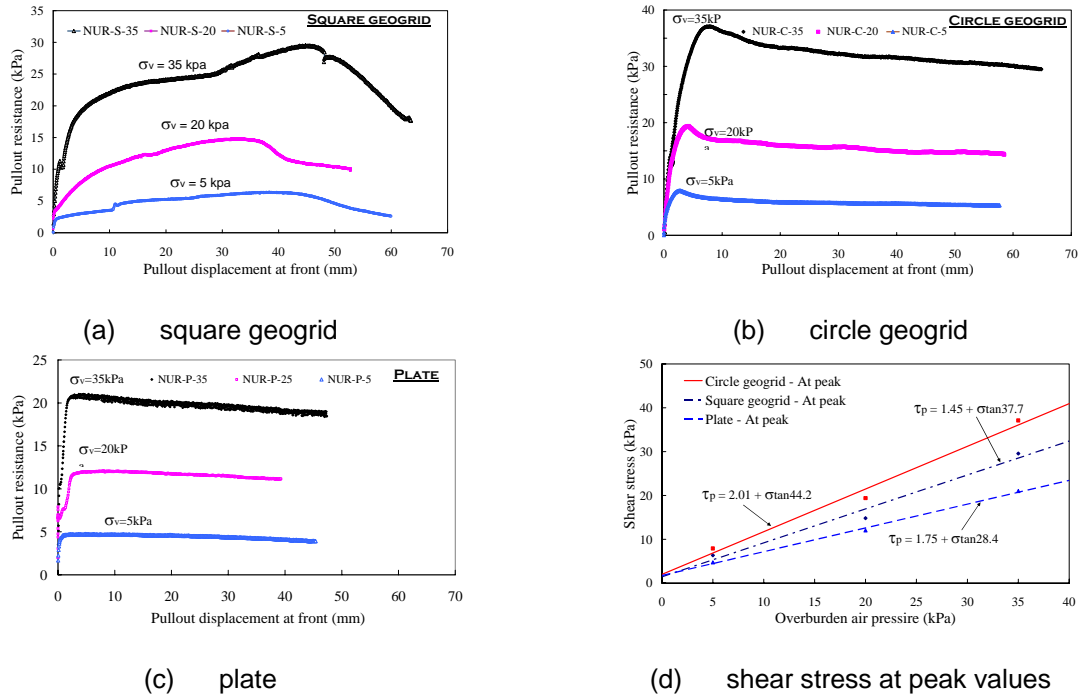 SQUARE GEOGRID
NUR-S-35 NUR-S-20 NUR-S-5
σv = 35 kpa
σv = 20 kpa
σv = 5 kpa
Pullout resistance (kPa)
35
30
25
20
15
10
5
0
0 10 20 30 40 50 60 70
Pullout displacement at front (mm)
(a) square geogrid
CIRCLE GEOGRID
σv=35kP
NUR-C-35 NUR-C-20 NUR-C-5
σv=20kP
a
σv=5kPa
Pullout resistance (kPa)
40
30
20
10
0
0 10 20 30 40 50 60 70
Pullout displacement at front (mm)
(b) circle geogrid
PLATE
σv=35kPa
NUR-P-35 NUR-P-25 NUR-P-5
σv=20kP
a
σv=5kPa
Pullout resistance (kPa)
25
20
15
10
5
0
0 10 20 30 40 50 60 70
Pullout displacement at front (mm)
(c) plate
Circle geogrid - At peak
Square geogrid - At peak
Plate - At peak
τp = 1.45 + σtan37.7
τp = 2.01 + σtan44.2
τp = 1.75 + σtan28.4
Shear stress (kPa)
50
40
30
20
10
0
0 5 10 15 20 25 30 35 40
Overburden air pressire (kPa)
(d) shear stress at peak values